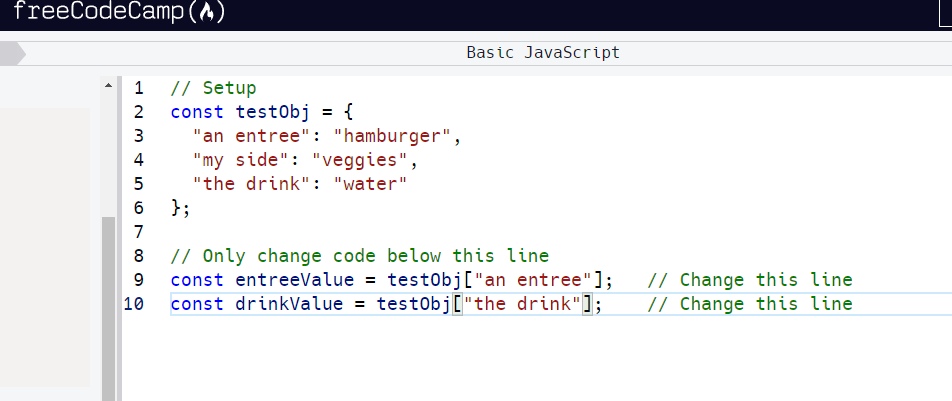 freeCodeCamp
Basic JavaScript
1 // Setup
2 const testObj = {
3   "an entree": "hamburger",
4   "my side": "veggies",
5   "the drink": "water"
6 };
7
8 // Only change code below this line
9 const entreeValue = testObj["an entree"];   // Change this line
10 const drinkValue = testObj["the drink"];    // Change this line